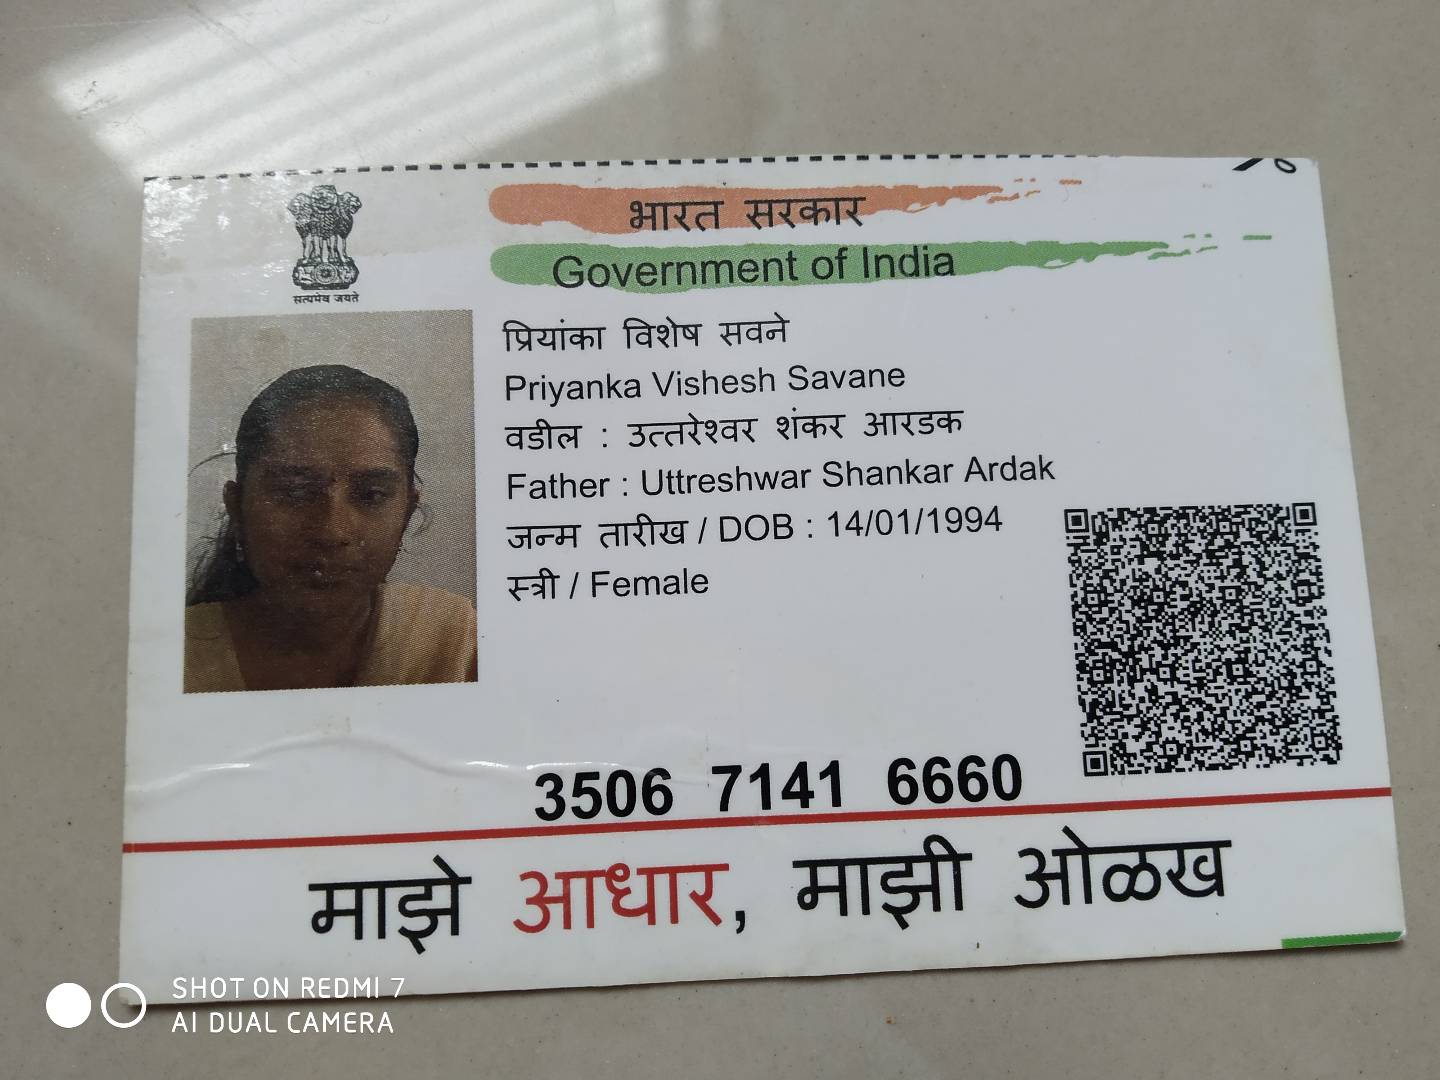 भारत सरकार
Government of India
सत्यमेव जयते
प्रियांका विशेष सवने
Priyanka Vishesh Savane
वडील : उत्तरेश्वर शंकर आरडक
Father : Uttreshwar Shankar Ardak
जन्म तारीख / DOB : 14/01/1994
स्त्री / Female
3506 7141 6660
माझे आधार, माझी ओळख
SHOT ON REDMI 7
AI DUAL CAMERA